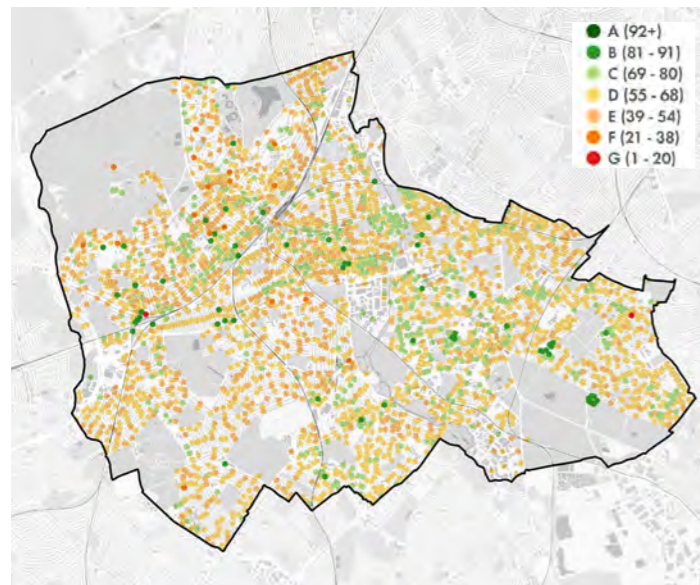 A (92+)
B (81 - 91)
C (69 - 80)
D (55 - 68)
E (39 - 54)
F (21 - 38)
G (1 - 20)